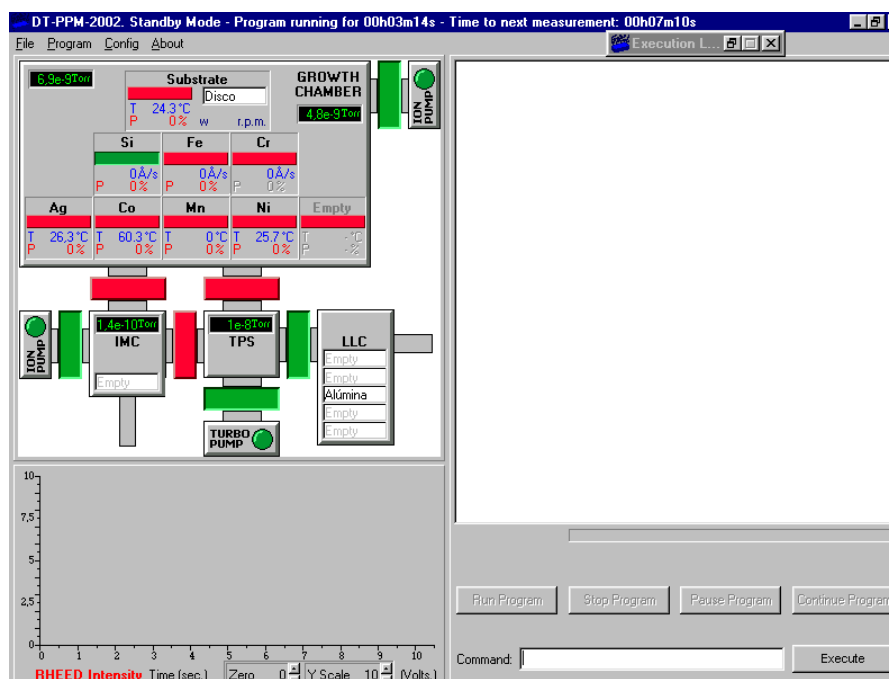 DT-PPM-2002. Standby Mode - Program running for 00h03m14s - Time to next measurement: 00h07m10s
File Program Config About
Execution L...
6,9e-9Torr
Substrate
Disco
T 24.3°C
P 0% w r.p.m.
GROWTH
CHAMBER
4,8e-9Torr
ION
PUMP
Si Fe Cr
0Å/s 0Å/s 0Å/s
P 0% P 0% P 0%
Ag Co Mn Ni Empty
T 26,3°C T 60.3°C T 0°C T 25.7°C T -°C
P 0% P 0% P 0% P 0% P -%
ION
PUMP
1,4e-10Torr
IMC
Empty
1e-8Torr
TPS
LLC
Empty
Empty
Alúmina
Empty
Empty
TURBO
PUMP
10
7,5
5
2,5
0
0 1 2 3 4 5 6 7 8 9 10
RHEED Intensity Time (sec.) Zero 0 Y Scale 10 (Volts.)
Run Program Stop Program Pause Program Continue Program
Command: Execute